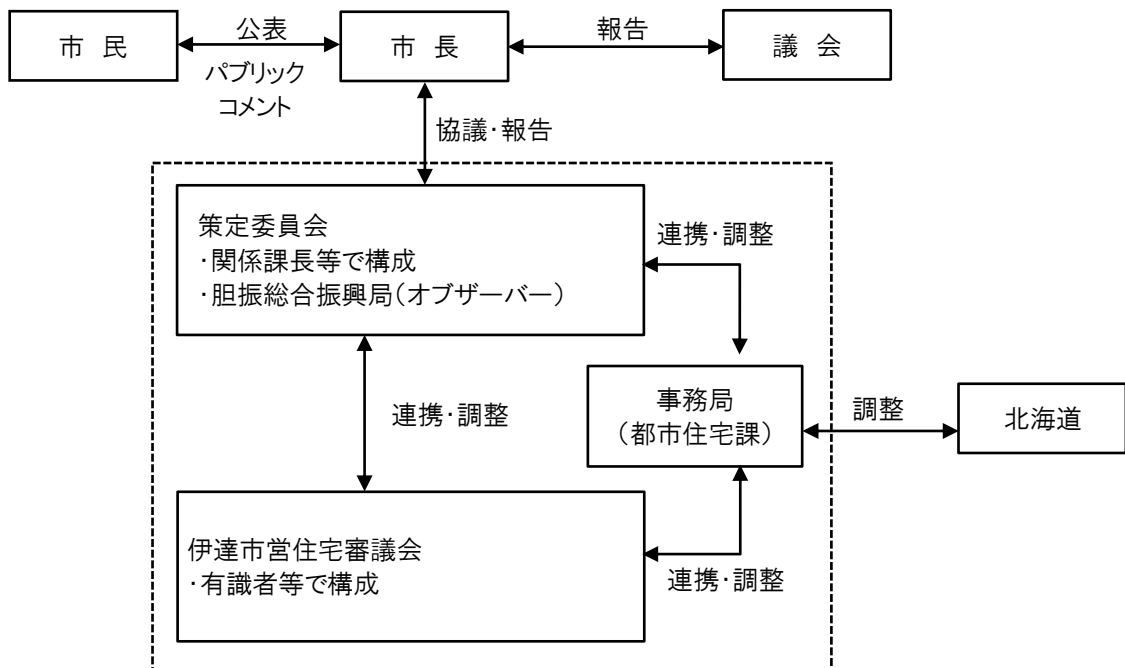 市 民
公表
パブリック
コメント
市 長
報告
議 会
協議・報告
策定委員会
・関係課長等で構成
・胆振総合振興局（オブザーバー）
連携・調整
連携・調整
事務局
（都市住宅課）
調整
北海道
伊達市営住宅審議会
・有識者等で構成
連携・調整